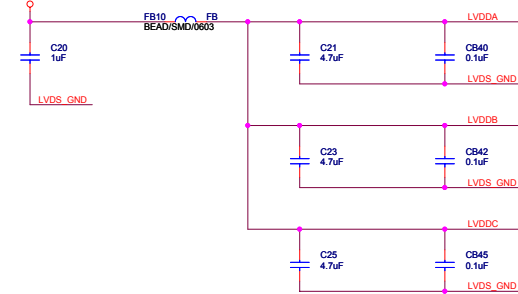 FB10 FB
BEAD/SMD/0603
LVDDA
C20
1uF
C21
4.7uF
CB40
0.1uF
LVDS_GND
LVDS_GND
LVDDB
C23
4.7uF
CB42
0.1uF
LVDS_GND
LVDDC
C25
4.7uF
CB45
0.1uF
LVDS_GND